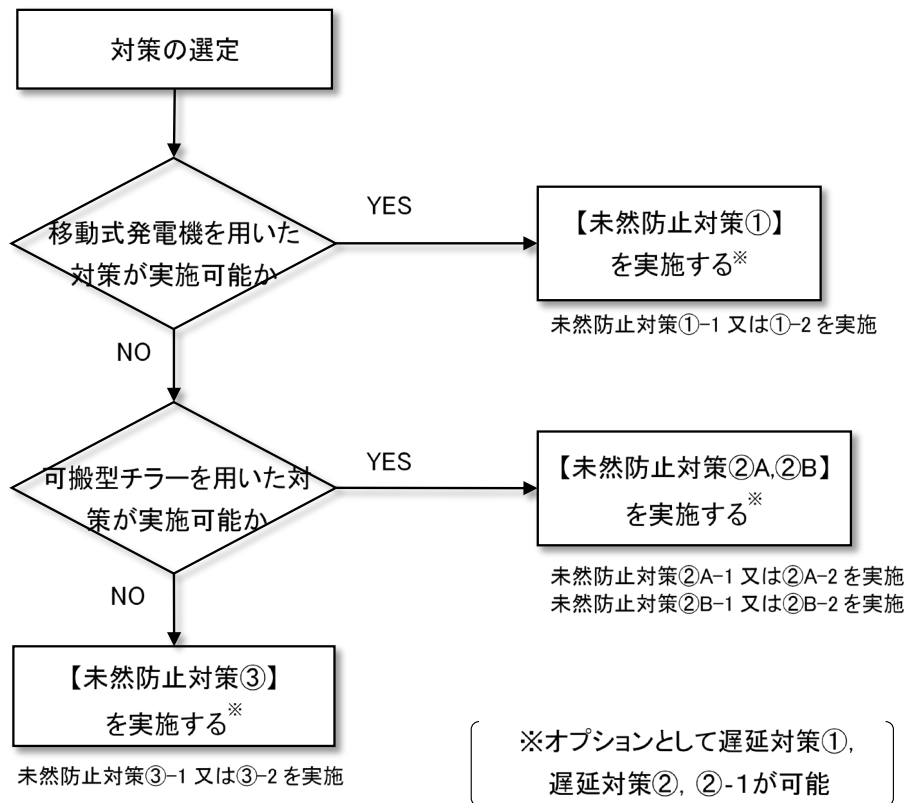 対策の選定
移動式発電機を用いた
対策が実施可能か
YES
【未然防止対策①】
を実施する※
未然防止対策①-1 又は①-2 を実施
NO
可搬型チラーを用いた対
策が実施可能か
YES
【未然防止対策②A,②B】
を実施する※
未然防止対策②A-1 又は②A-2 を実施
未然防止対策②B-1 又は②B-2 を実施
NO
【未然防止対策③】
を実施する※
未然防止対策③-1 又は③-2 を実施
※オプションとして遅延対策①,
遅延対策②, ②-1が可能